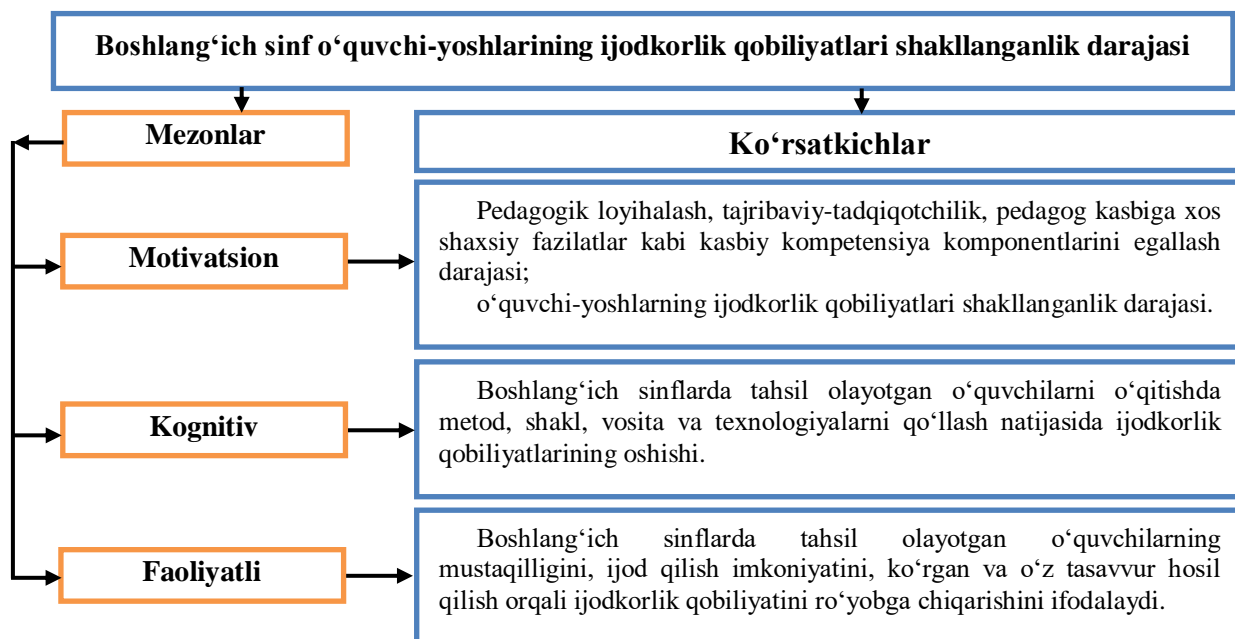 Boshlang‘ich sinf o‘quvchi-yoshlarining ijodkorlik qobiliyatlari shakllanganlik darajasi
Mezonlar
Ko‘rsatkichlar
Motivatsion
Pedagogik loyihalash, tajribaviy-tadqiqotchilik, pedagog kasbiga xos
shaxsiy fazilatlar kabi kasbiy kompetensiya komponentlarini egallash
darajasi;
o‘quvchi-yoshlarning ijodkorlik qobiliyatlari shakllanganlik darajasi.
Kognitiv
Boshlang‘ich sinflarda tahsil olayotgan o‘quvchilarni o‘qitishda
metod, shakl, vosita va texnologiyalarni qo‘llash natijasida ijodkorlik
qobiliyatlarining oshishi.
Faoliyatli
Boshlang‘ich sinflarda tahsil olayotgan o‘quvchilarning
mustaqilligini, ijod qilish imkoniyatini, ko‘rgan va o‘z tasavvur hosil
qilish orqali ijodkorlik qobiliyatini ro‘yobga chiqarishini ifodalaydi.